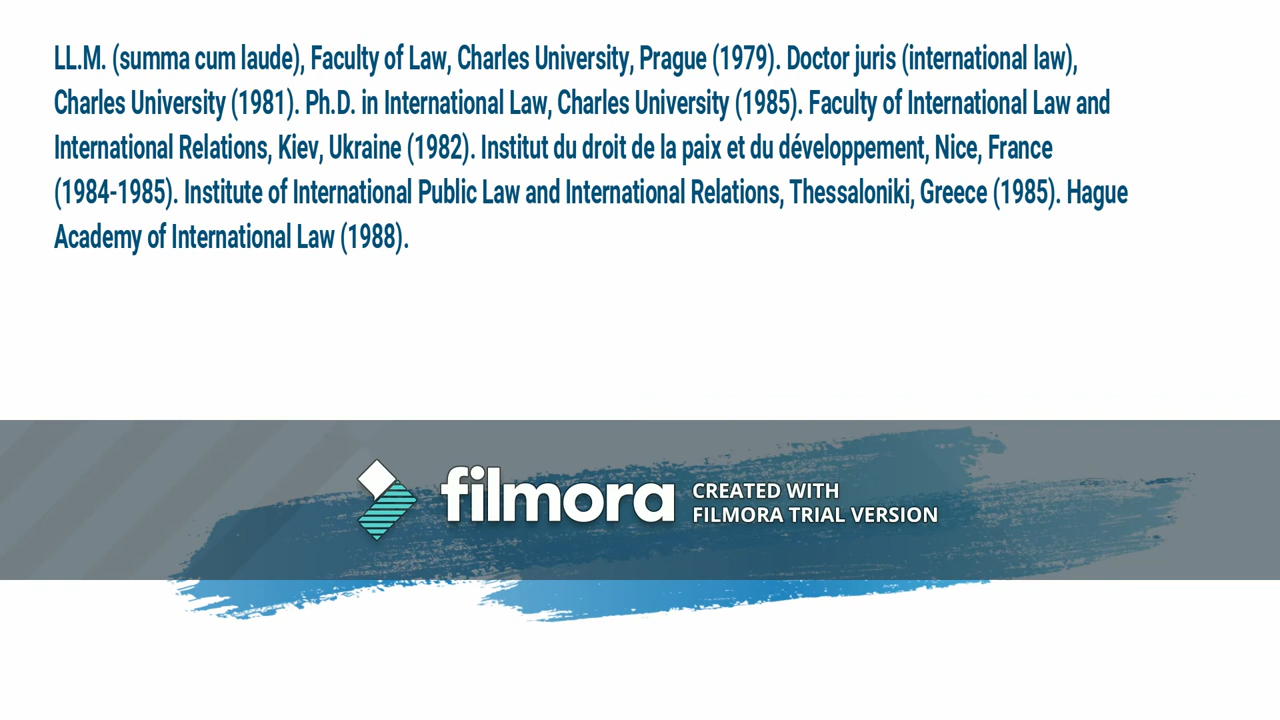 LL.M. (summa cum laude), Faculty of Law, Charles University, Prague (1979). Doctor juris (international law),
Charles University (1981). Ph.D. in International Law, Charles University (1985). Faculty of International Law and
International Relations, Kiev, Ukraine (1982). Institut du droit de la paix et du développement, Nice, France
(1984-1985). Institute of International Public Law and International Relations, Thessaloniki, Greece (1985). Hague
Academy of International Law (1988).
filmora
CREATED WITH
FILMORA TRIAL VERSION